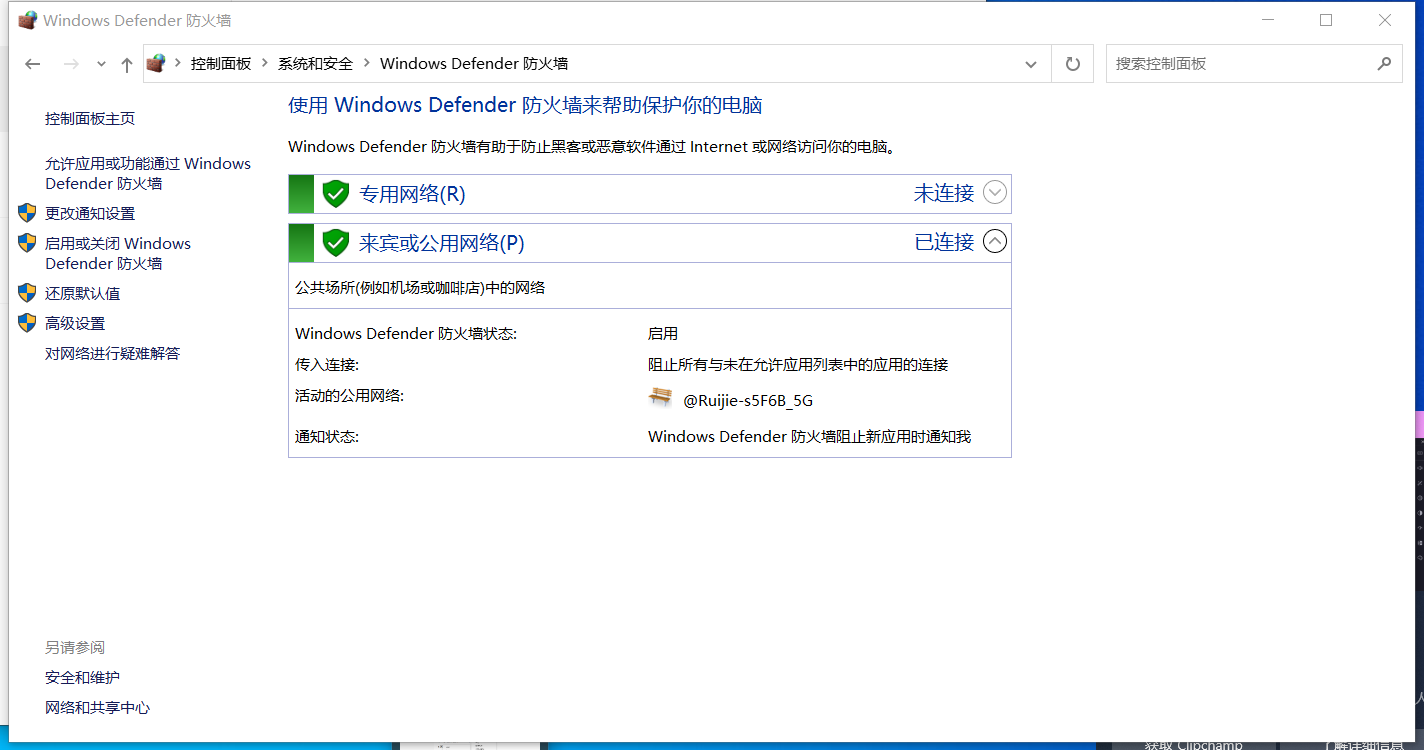 Windows Defender 防火墙
控制面板
系统和安全
Windows Defender 防火墙
搜索控制面板
控制面板主页
允许应用或功能通过 Windows
Defender 防火墙
更改通知设置
启用或关闭 Windows
Defender 防火墙
还原默认值
高级设置
对网络进行疑难解答
使用 Windows Defender 防火墙来帮助保护你的电脑
Windows Defender 防火墙有助于防止黑客或恶意软件通过 Internet 或网络访问你的电脑。
专用网络(R)
未连接
来宾或公用网络(P)
已连接
公共场所(例如机场或咖啡店)中的网络
Windows Defender 防火墙状态:
启用
传入连接:
阻止所有与未在允许应用列表中的应用的连接
活动的公用网络:
@Ruijie-s5F6B_5G
通知状态:
Windows Defender 防火墙阻止新应用时通知我
另请参阅
安全和维护
网络和共享中心
获取 Clipchamp
了解详细信息